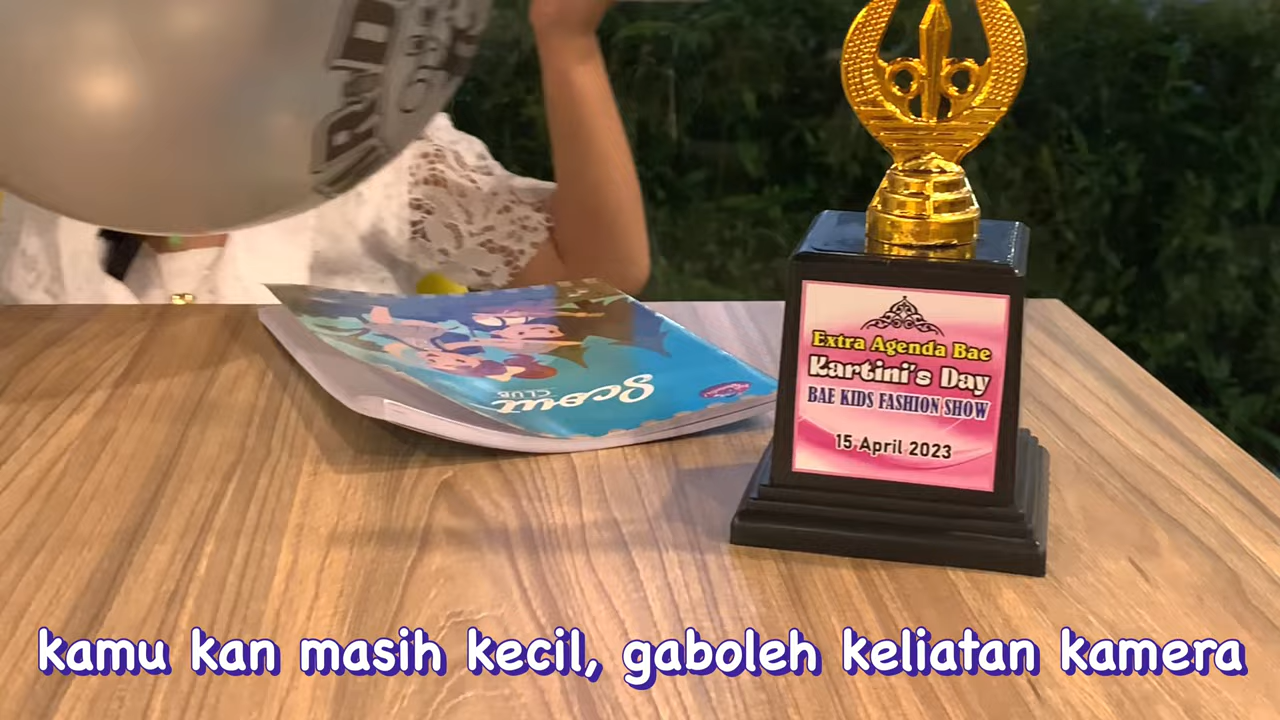 Extra Agenda Bae
Kartini's Day
BAE KIDS FASHION SHOW
15 April 2023
Scout
CLUB
kamu kan masih kecil, gaboleh keliatan kamera